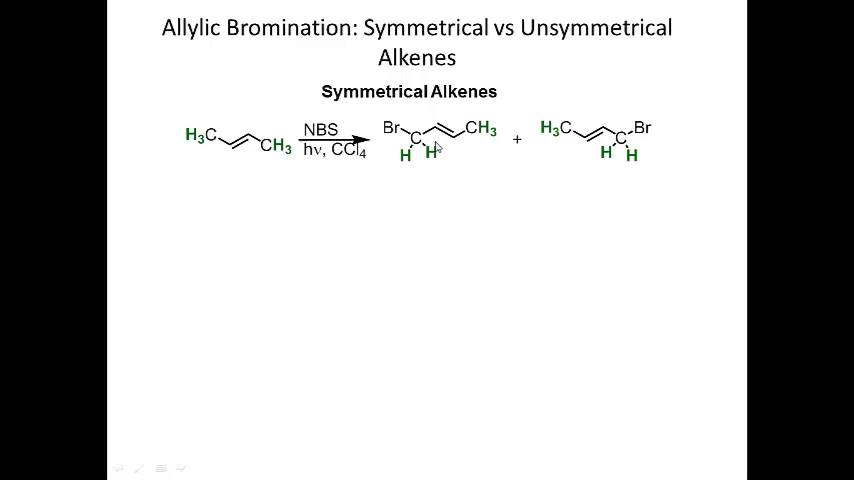 Allylic Bromination: Symmetrical vs Unsymmetrical
Alkenes
Symmetrical Alkenes
H3C CH3 NBS hν, CCl4 Br C H H CH3 + H3C C Br H H